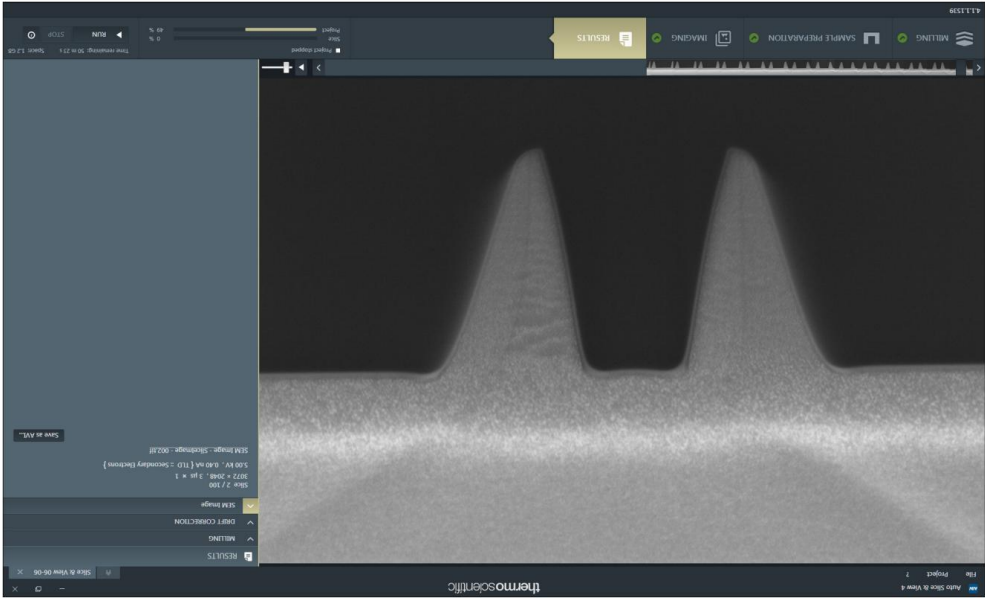 Auto Slice & View 4
thermoscientific
File Project ?
Slice & View 06-06
RESULTS
MILLING
DRIFT CORRECTION
SEM Image
Slice 2 / 100
3072 × 2048, 3 µs × 1
5.00 kV, 0.40 nA { TLD :: Secondary Electrons }
SEM Image - SliceImage - 002.tif
Save as AVI...
MILLING
SAMPLE PREPARATION
IMAGING
RESULTS
Project stopped
Slice 0 %
Project 49 %
Time remaining: 50 m 23 s Space: 1.2 GB
RUN STOP
4.1.1.1539